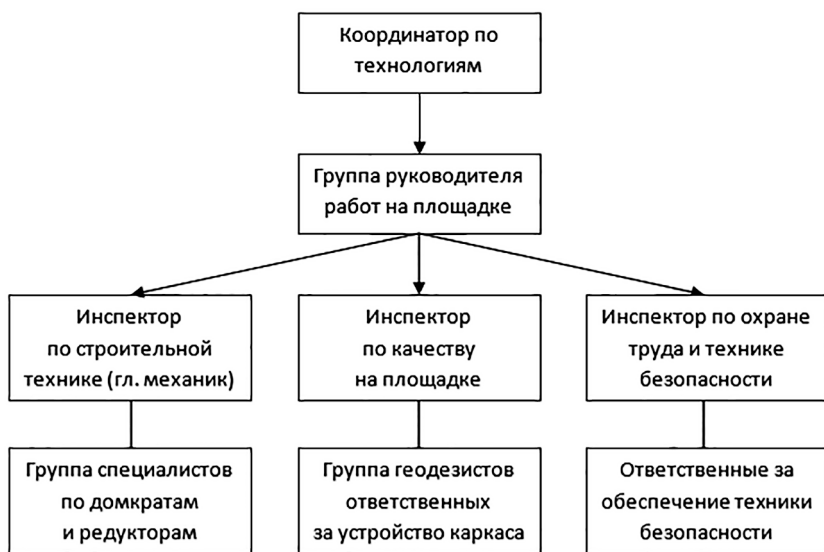 Координатор по
технологиям
Группа руководителя
работ на площадке
Инспектор
по строительной
технике (гл. механик)
Инспектор
по качеству
на площадке
Инспектор по охране
труда и технике
безопасности
Группа специалистов
по домкратам
и редукторам
Группа геодезистов
ответственных
за устройство каркаса
Ответственные за
обеспечение техники
безопасности